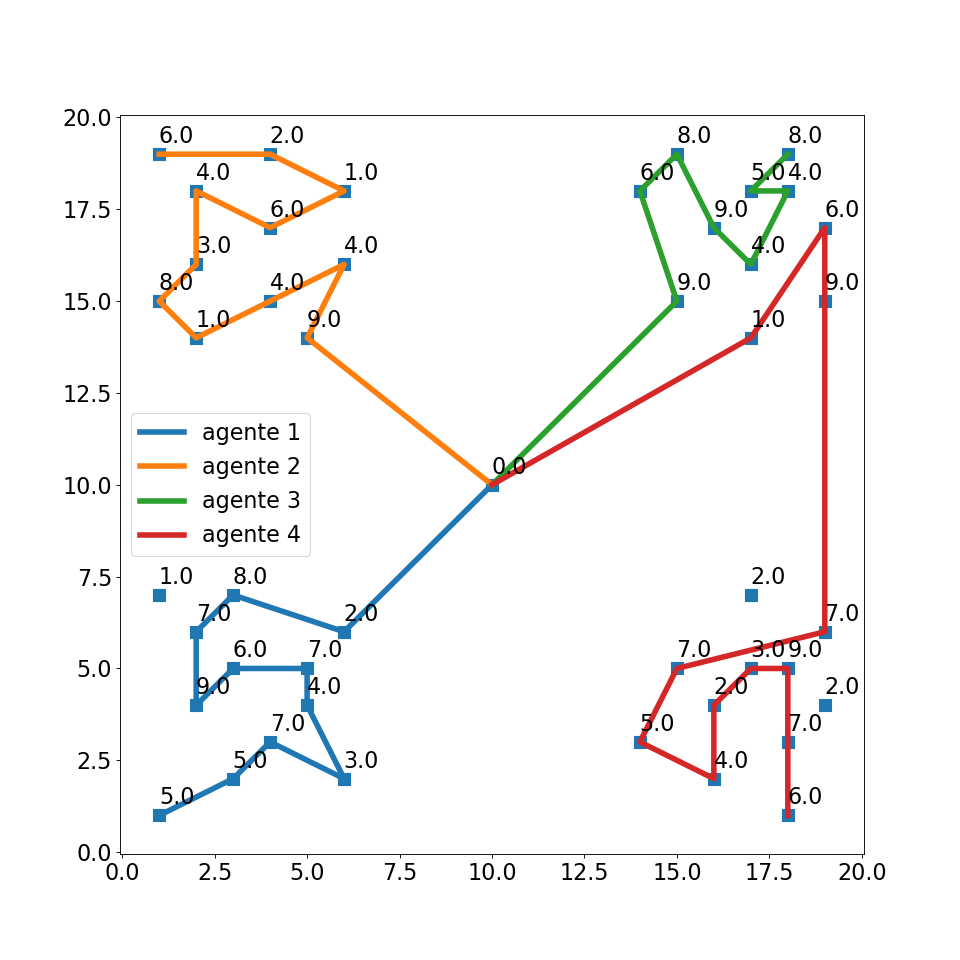 20.0
6.0 2.0 8.0 8.0
4.0 1.0 6.0 5.0 4.0
17.5 6.0 9.0 6.0
3.0 4.0 4.0
15.0 8.0 4.0 9.0 9.0
1.0 9.0 1.0
12.5
agente 1
agente 2
10.0 0.0
agente 3
agente 4
7.5 1.0 8.0 2.0
7.0 2.0 7.0
5.0 6.0 7.0 7.0 3.0 9.0
9.0 4.0 2.0 2.0
2.5 7.0 5.0 7.0
5.0 3.0 4.0
5.0 6.0
0.0
0.0 2.5 5.0 7.5 10.0 12.5 15.0 17.5 20.0